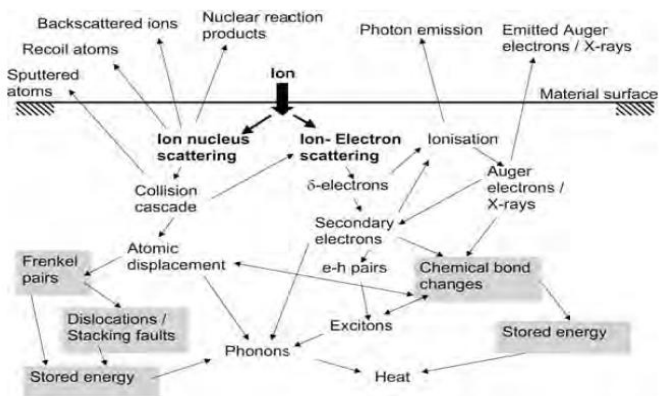 Backscattered ions
Nuclear reaction
products
Photon emission
Emitted Auger
electrons / X-rays
Recoil atoms
Sputtered
atoms
Ion
Material surface
Ion nucleus
scattering
Ion- Electron
scattering
Ionisation
Collision
cascade
δ-electrons
Auger
electrons /
X-rays
Secondary
electrons
Atomic
displacement
Frenkel
pairs
e-h pairs
Chemical bond
changes
Dislocations /
Stacking faults
Excitons
Stored energy
Phonons
Stored energy
Heat